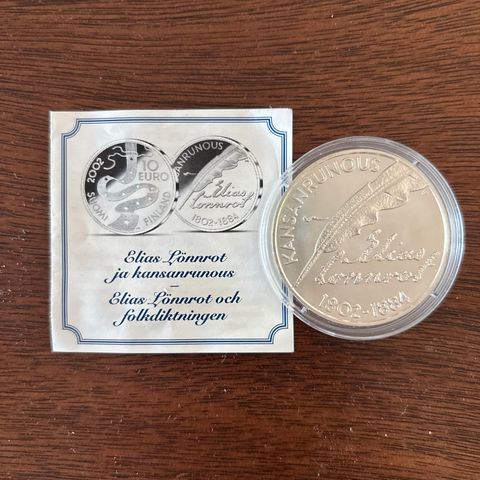 2002
10
EURO
SUOMI FINLAND
KANSANRUNOUS
Elias
Lönnrot
1802-1884
Elias Lönnrot
ja kansanrunous
–
Elias Lönnrot och
folkdiktningen
KANSANRUNOUS
Elias
Lönnrot
1802-1884